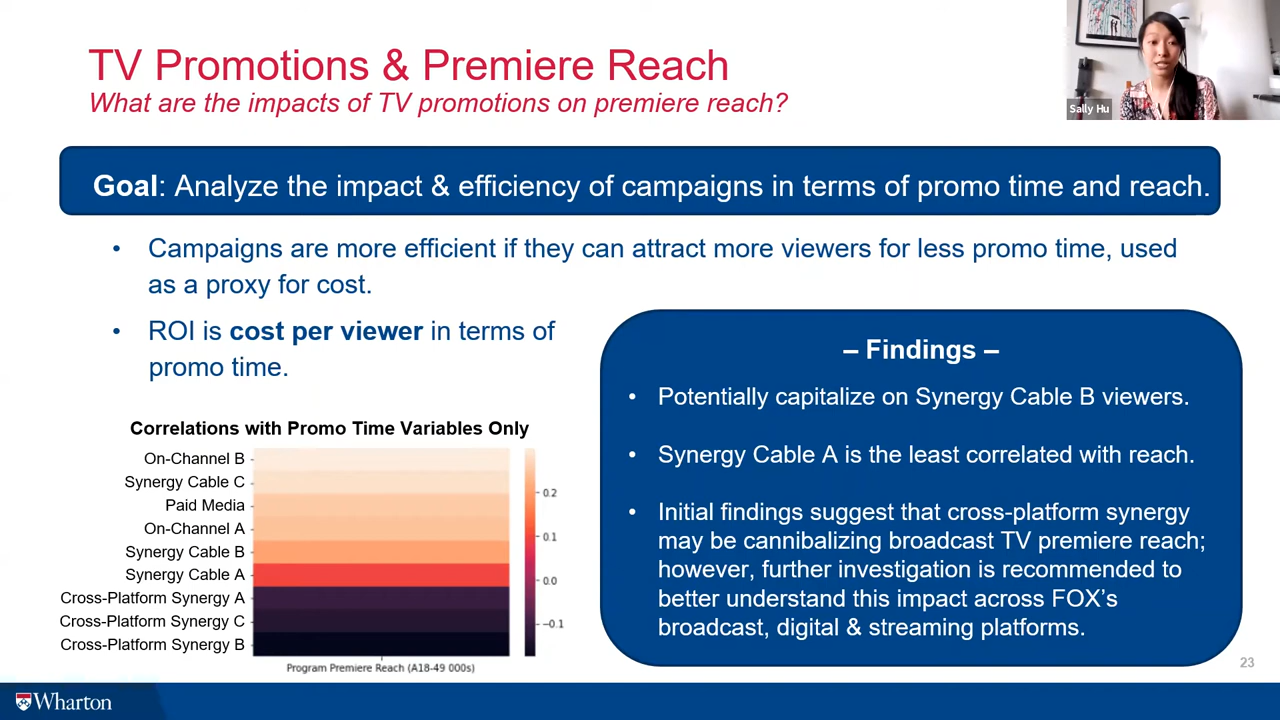 TV Promotions & Premiere Reach
What are the impacts of TV promotions on premiere reach?
Sally Hu
Goal: Analyze the impact & efficiency of campaigns in terms of promo time and reach.
• Campaigns are more efficient if they can attract more viewers for less promo time, used
as a proxy for cost.
• ROI is cost per viewer in terms of
promo time.
Correlations with Promo Time Variables Only
On-Channel B
Synergy Cable C
Paid Media
On-Channel A
Synergy Cable B
Synergy Cable A
Cross-Platform Synergy A
Cross-Platform Synergy C
Cross-Platform Synergy B
0.2
0.1
0.0
−0.1
Program Premiere Reach (A18-49 000s)
– Findings –
• Potentially capitalize on Synergy Cable B viewers.
• Synergy Cable A is the least correlated with reach.
• Initial findings suggest that cross-platform synergy
may be cannibalizing broadcast TV premiere reach;
however, further investigation is recommended to
better understand this impact across FOX's
broadcast, digital & streaming platforms.
23
Wharton